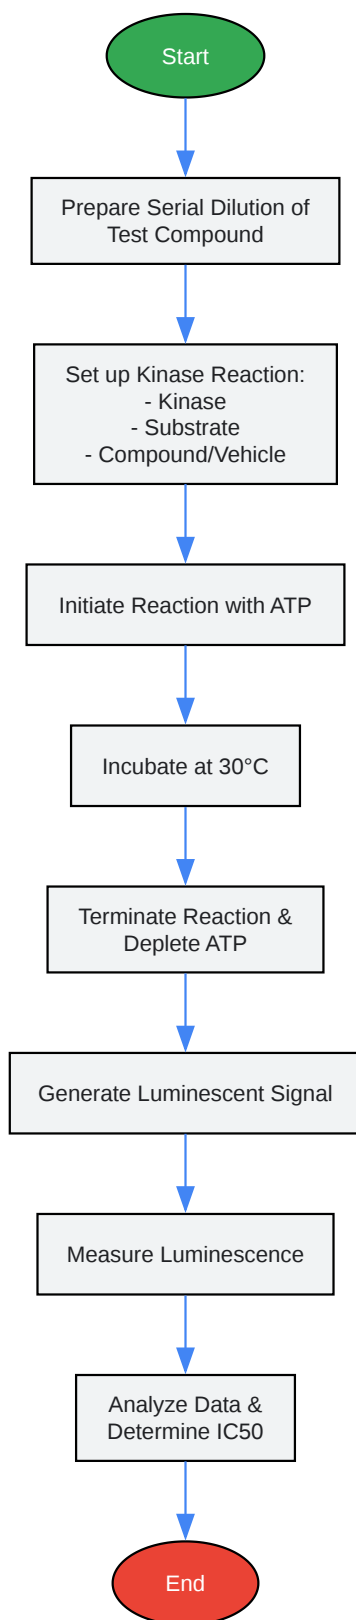 Start
Prepare Serial Dilution of
Test Compound
Set up Kinase Reaction:
- Kinase
- Substrate
- Compound/Vehicle
Initiate Reaction with ATP
Incubate at 30°C
Terminate Reaction &
Deplete ATP
Generate Luminescent Signal
Measure Luminescence
Analyze Data &
Determine IC50
End